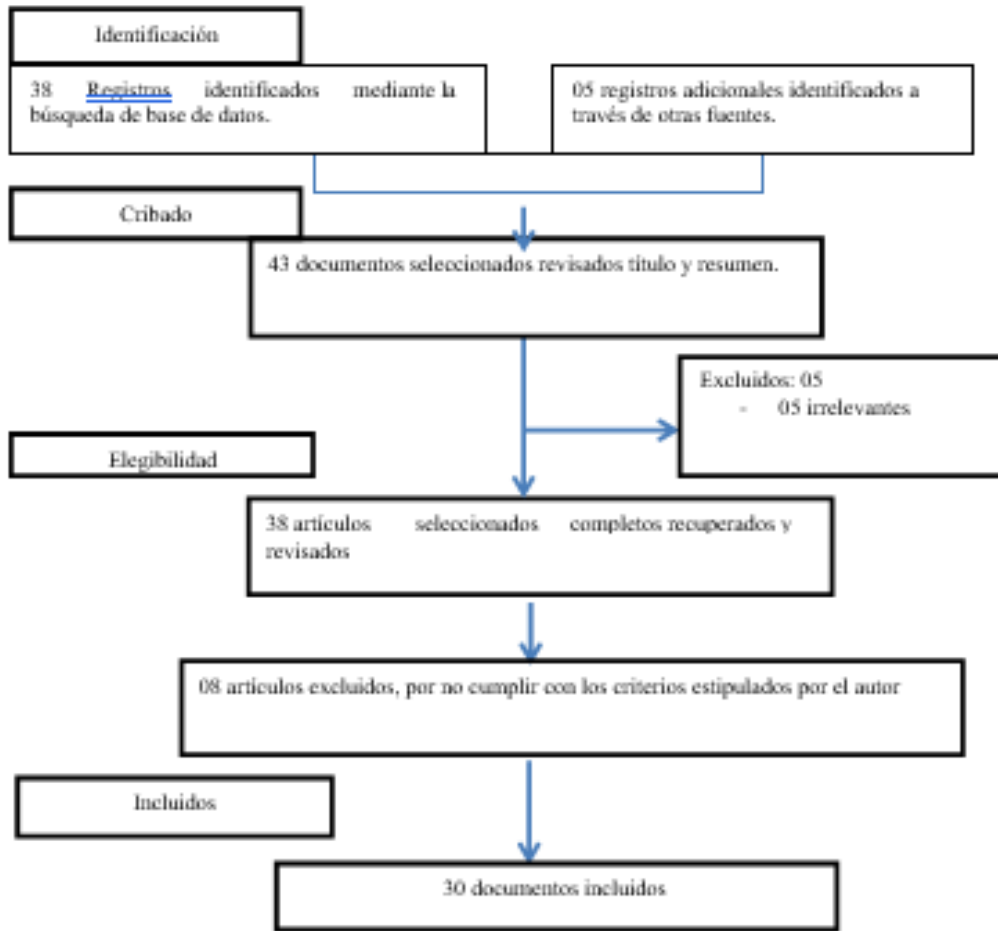 Identificación
38 Registros identificados mediante la
búsqueda de base de datos.
05 registros adicionales identificados a
través de otras fuentes.
Cribado
43 documentos seleccionados revisados título y resumen.
Excluidos: 05
- 05 irrelevantes
Elegibilidad
38 artículos seleccionados completos recuperados y
revisados
08 artículos excluidos, por no cumplir con los criterios estipulados por el autor
Incluidos
30 documentos incluidos